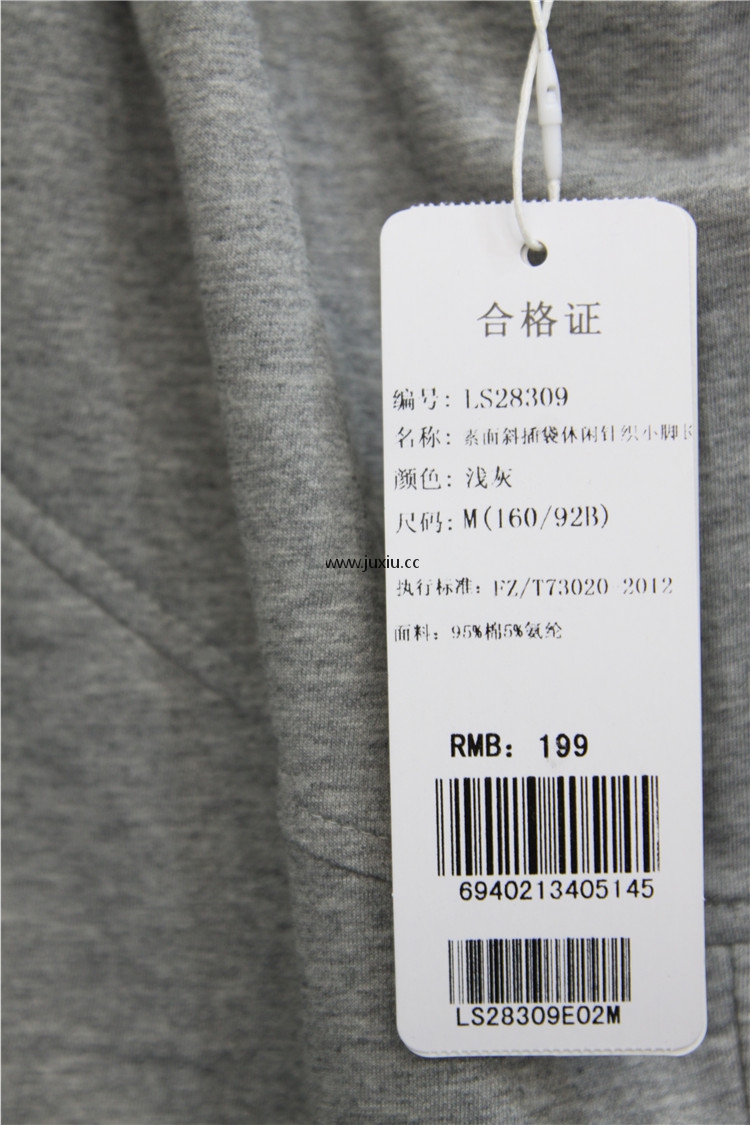 合格证
编号: LS28309
名称: 素面斜插袋休闲针织小脚
颜色: 浅灰
尺码: M(160/92B)
www.juxiu.cc
执行标准: FZ/T73020-2012
面料: 95%棉5%氨纶
RMB: 199
6940213405145
LS28309E02M